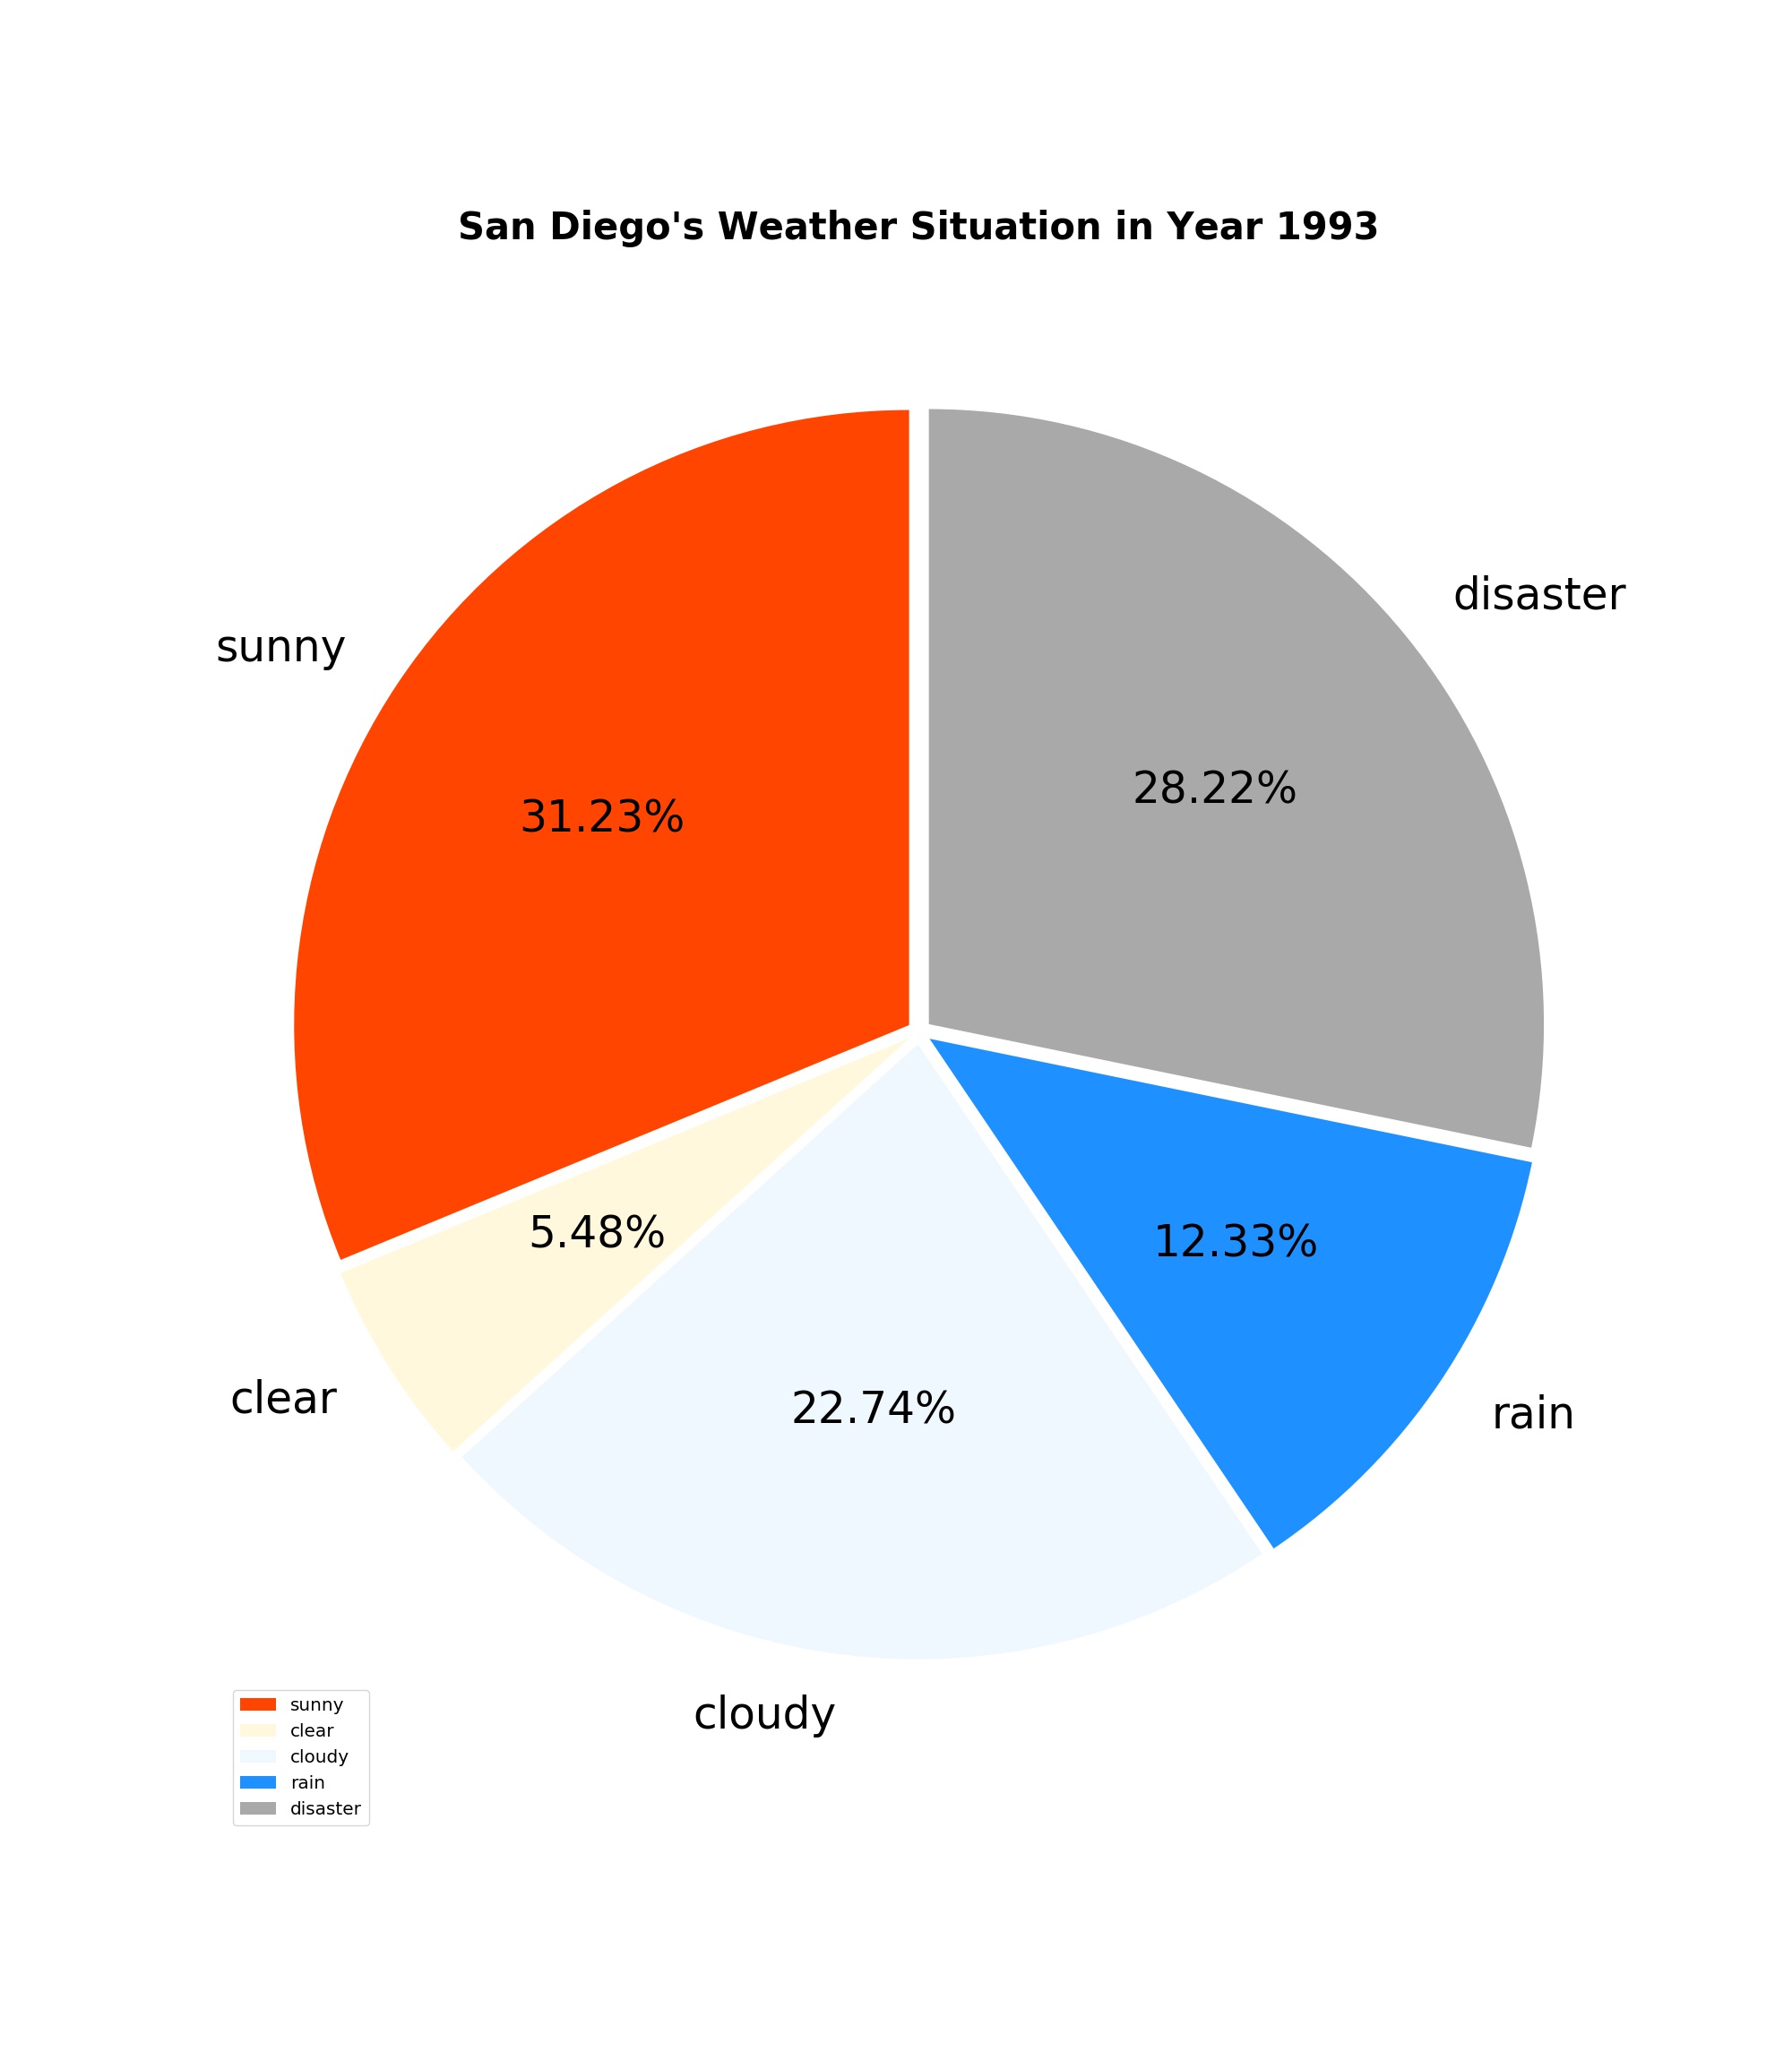 San Diego's Weather Situation in Year 1993
disaster
sunny
28.22%
31.23%
5.48%
12.33%
clear
22.74%
rain
cloudy
sunny
clear
cloudy
rain
disaster